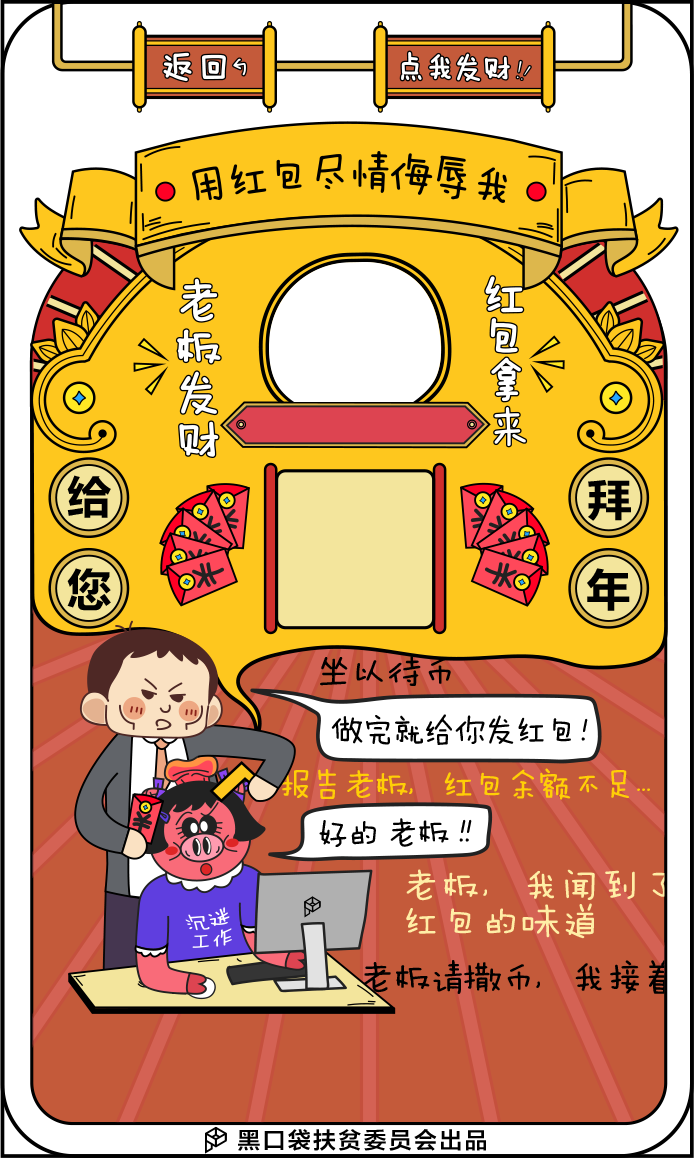 返回
点我发财!!
用红包尽情侮辱我
老板发财
红包拿来
给您
拜年
坐以待币
做完就给你发红包!
报告老板, 红包余额不足...
好的 老板!!
老板, 我闻到了
红包的味道
沉迷
工作
老板请撒币, 我接着
黑口袋扶贫委员会出品